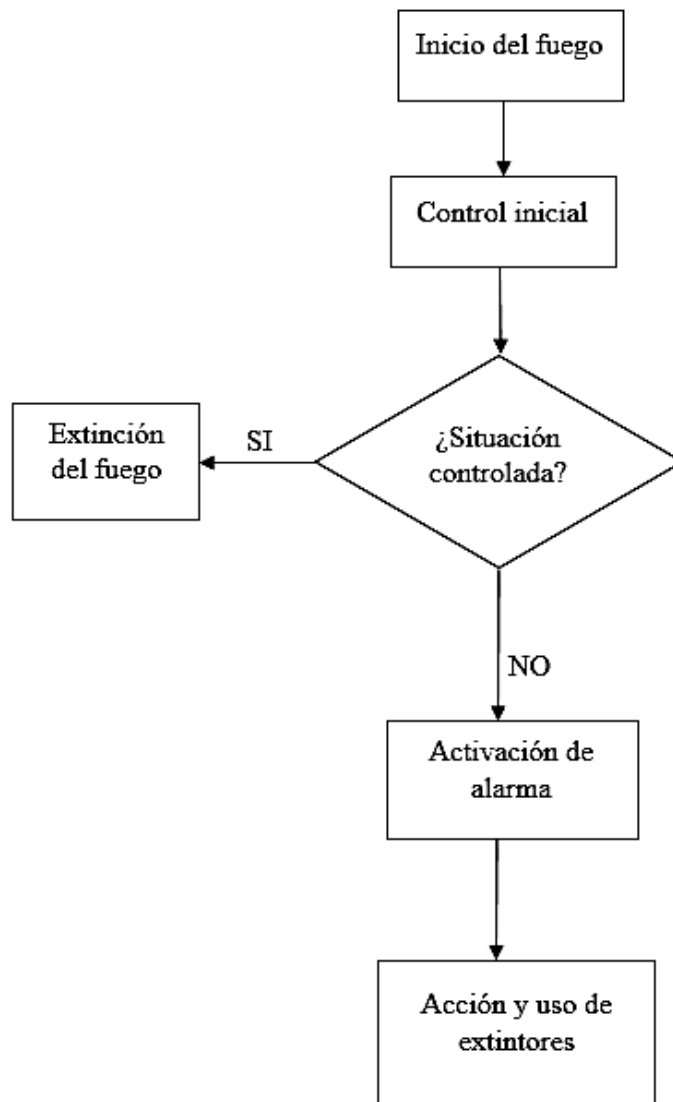 Inicio del fuego
Control inicial
¿Situación
controlada?
SI
Extinción
del fuego
NO
Activación de
alarma
Acción y uso de
extintores